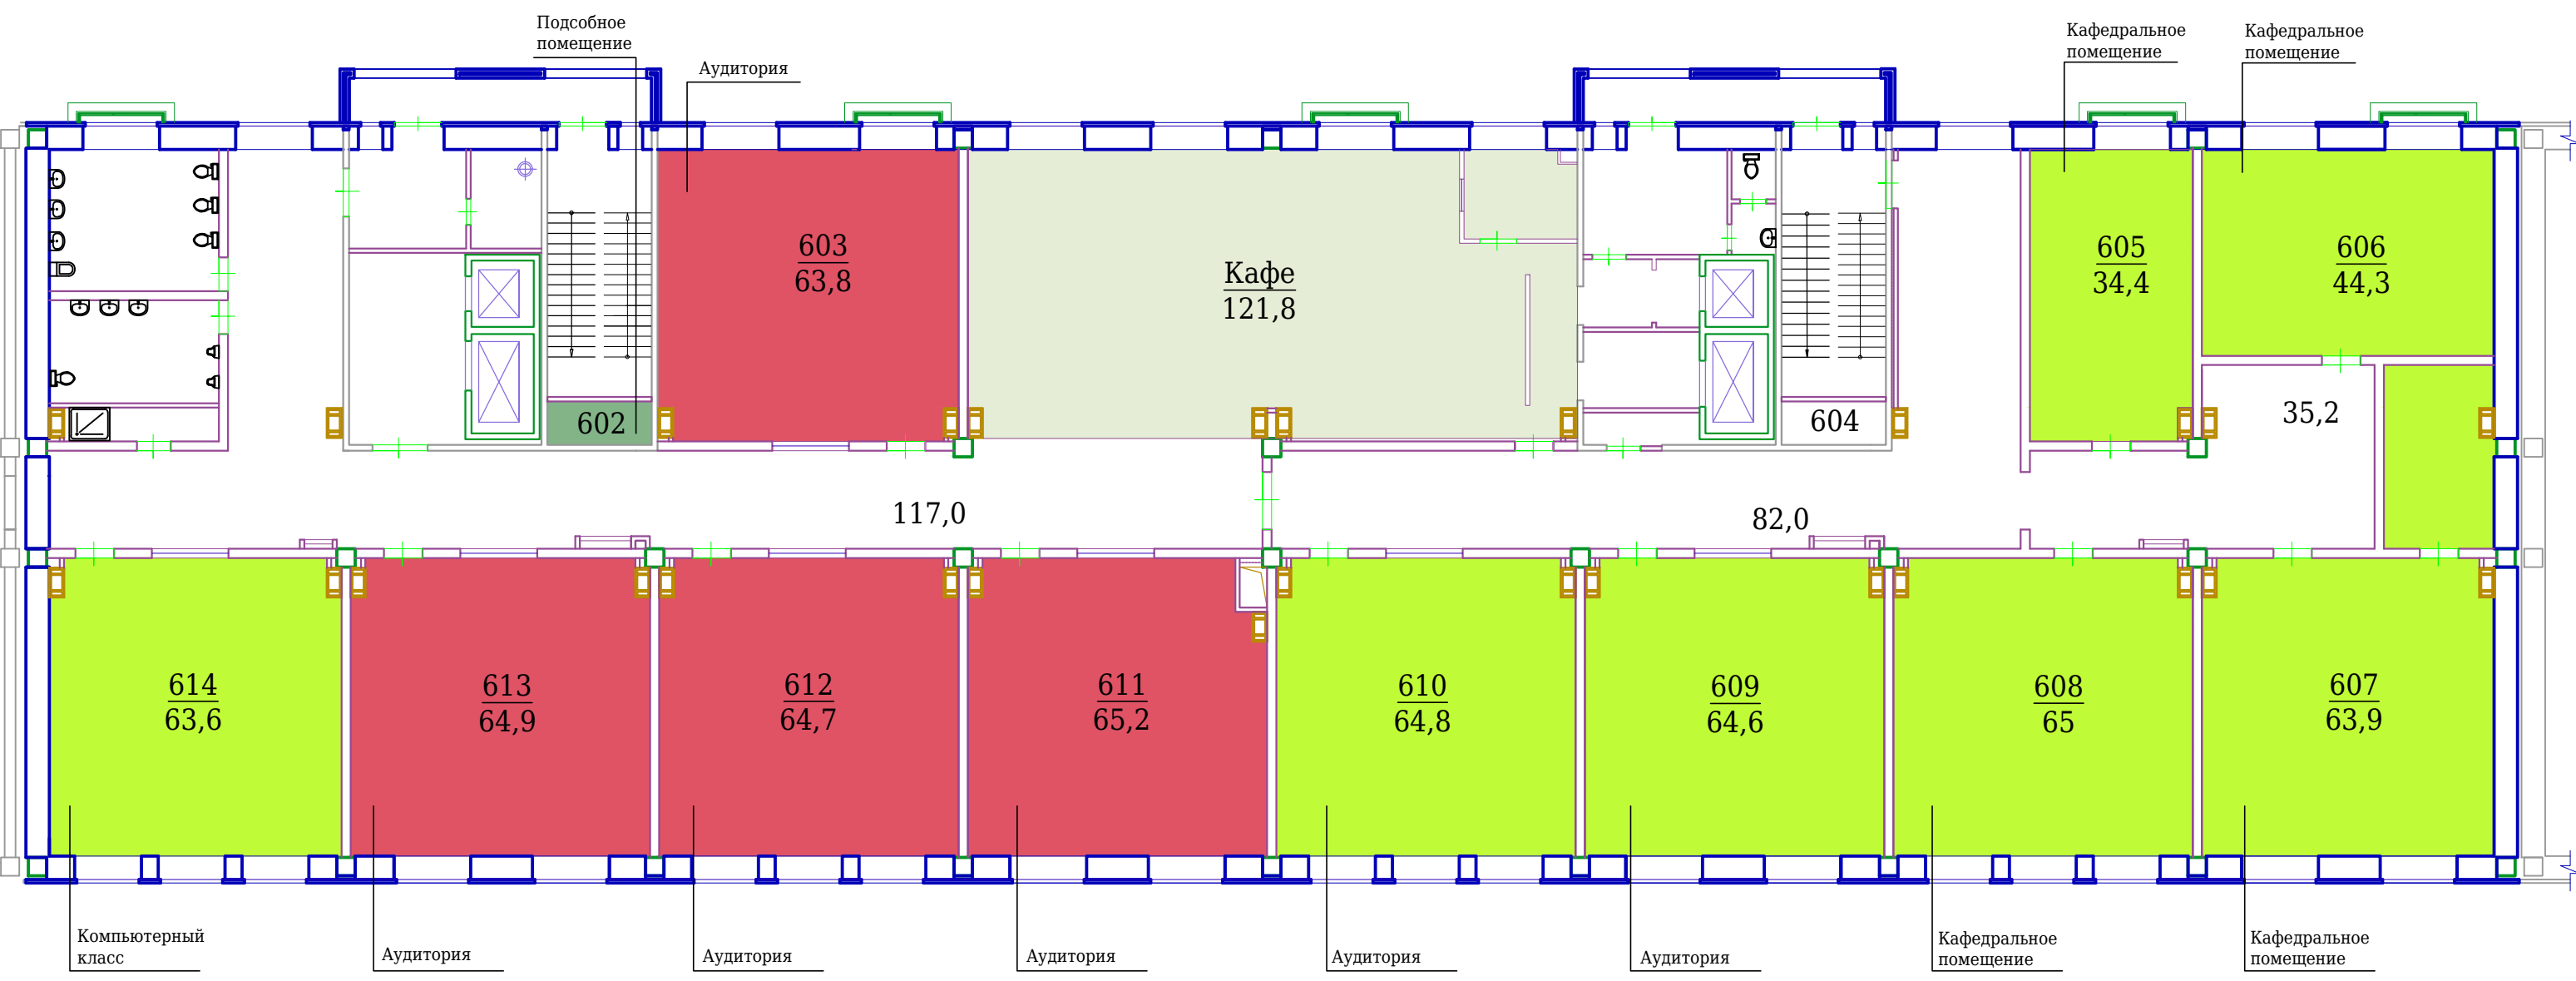 Подсобное
помещение
Аудитория
Кафедральное
помещение
Кафедральное
помещение
603
63,8
Кафе
121,8
605
34,4
606
44,3
602
604
35,2
117,0
82,0
614
63,6
613
64,9
612
64,7
611
65,2
610
64,8
609
64,6
608
65
607
63,9
Компьютерный
класс
Аудитория
Аудитория
Аудитория
Аудитория
Аудитория
Кафедральное
помещение
Кафедральное
помещение